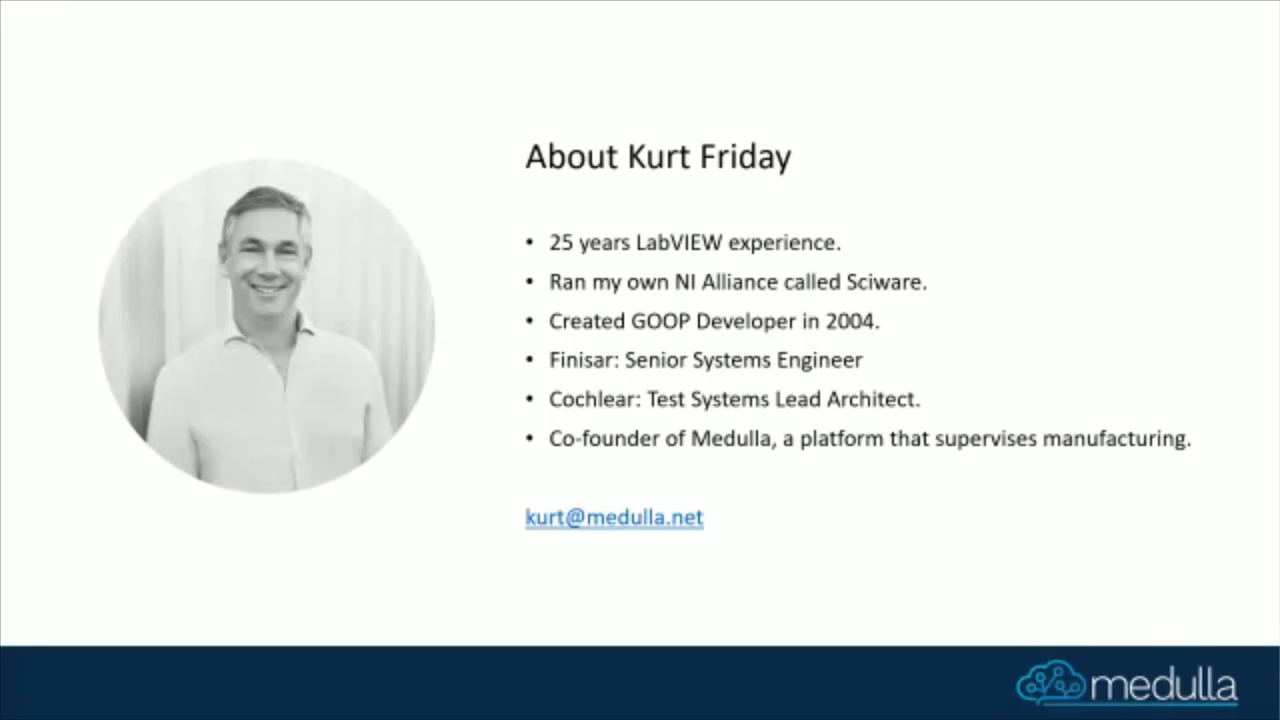 About Kurt Friday
• 25 years LabVIEW experience.
• Ran my own NI Alliance called Sciware.
• Created GOOP Developer in 2004.
• Finisar: Senior Systems Engineer
• Cochlear: Test Systems Lead Architect.
• Co-founder of Medulla, a platform that supervises manufacturing.
kurt@medulla.net
medulla